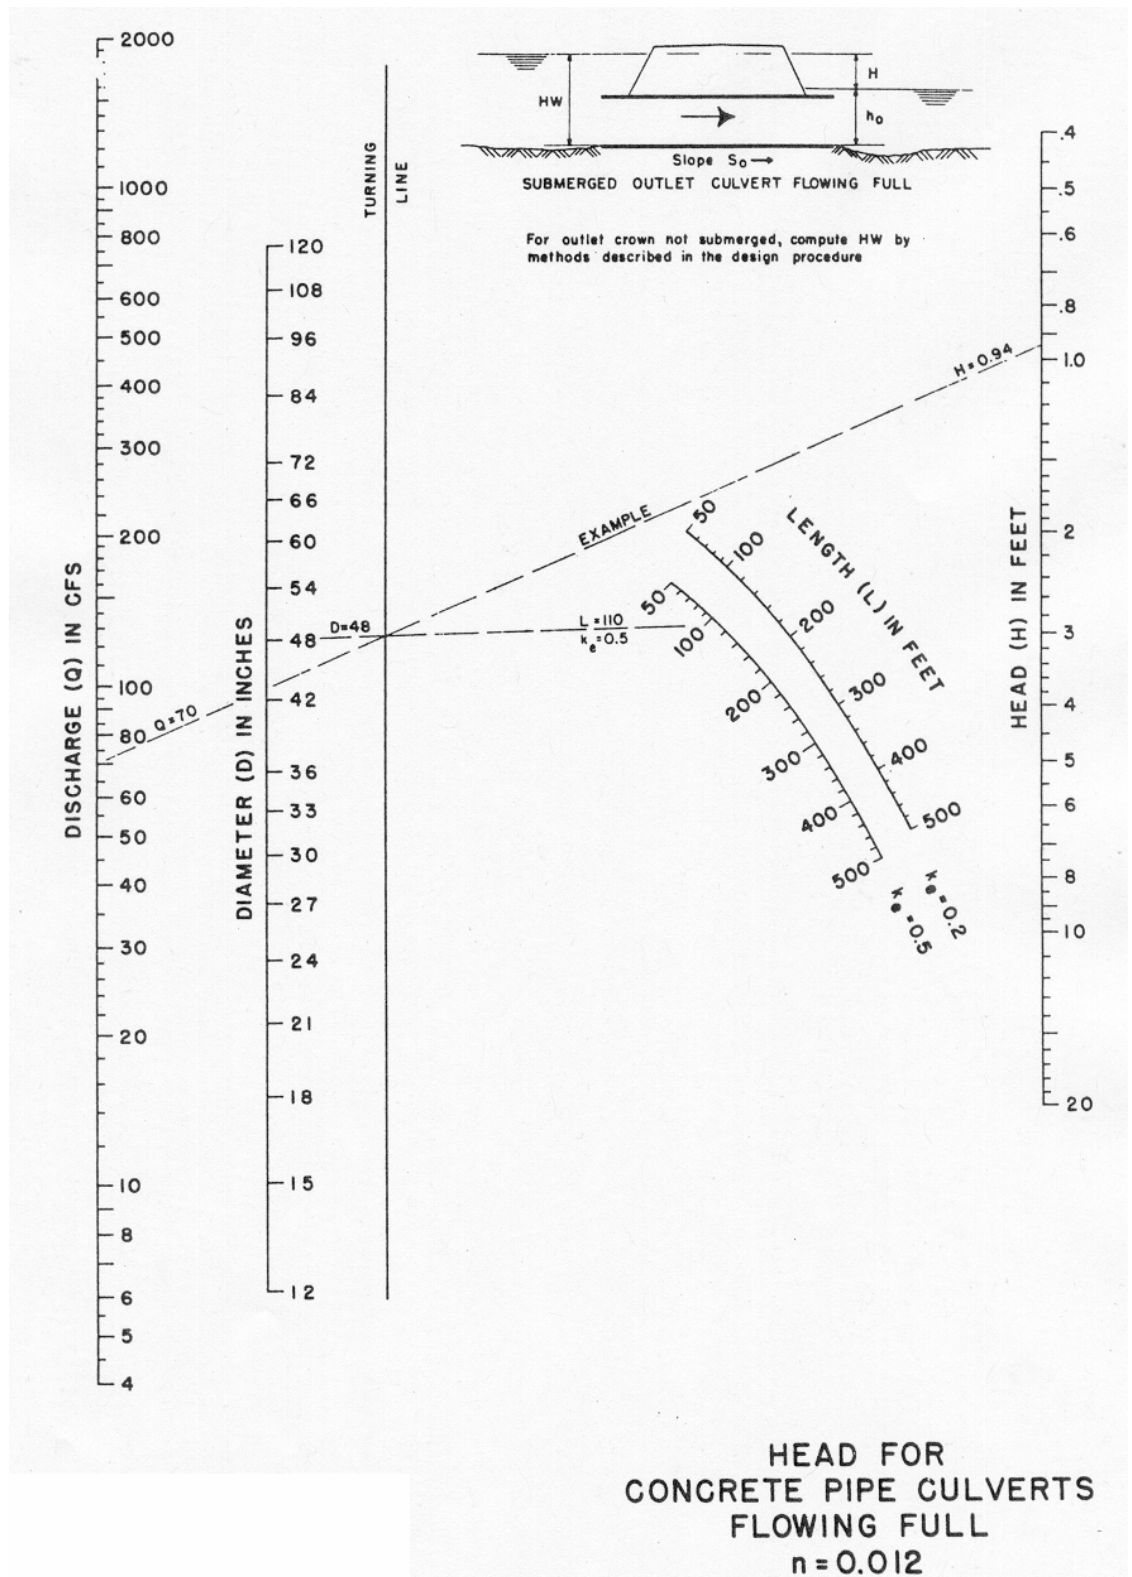 2000
1000
800
600
500
400
300
200
100
80
60
50
40
30
20
10
8
6
5
4
DISCHARGE (Q) IN CFS
120
108
96
84
72
66
60
54
48
42
36
33
30
27
24
21
18
15
12
DIAMETER (D) IN INCHES
TURNING
LINE
HW
H
ho
Slope So→
SUBMERGED OUTLET CULVERT FLOWING FULL
For outlet crown not submerged, compute HW by
methods described in the design procedure
Q=70
D=48
L=110
ke=0.5
EXAMPLE
H=0.94
50
100
200
300
400
500
ke=0.2
LENGTH (L) IN FEET
50
100
200
300
400
500
ke=0.5
.4
.5
.6
.8
1.0
2
3
4
5
6
8
10
20
HEAD (H) IN FEET
HEAD FOR
CONCRETE PIPE CULVERTS
FLOWING FULL
n=0.012